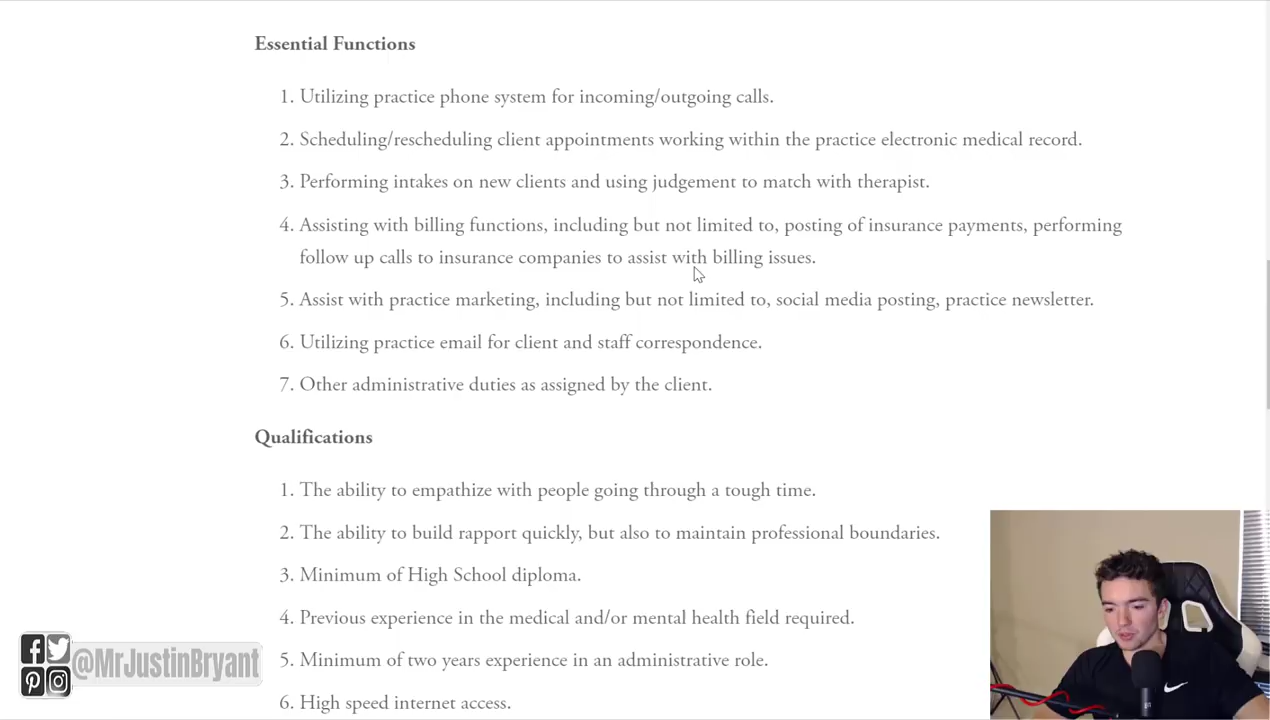 Essential Functions
1. Utilizing practice phone system for incoming/outgoing calls.
2. Scheduling/rescheduling client appointments working within the practice electronic medical record.
3. Performing intakes on new clients and using judgement to match with therapist.
4. Assisting with billing functions, including but not limited to, posting of insurance payments, performing
follow up calls to insurance companies to assist with billing issues.
5. Assist with practice marketing, including but not limited to, social media posting, practice newsletter.
6. Utilizing practice email for client and staff correspondence.
7. Other administrative duties as assigned by the client.
Qualifications
1. The ability to empathize with people going through a tough time.
2. The ability to build rapport quickly, but also to maintain professional boundaries.
3. Minimum of High School diploma.
4. Previous experience in the medical and/or mental health field required.
5. Minimum of two years experience in an administrative role.
6. High speed internet access.
@MrJustinBryant